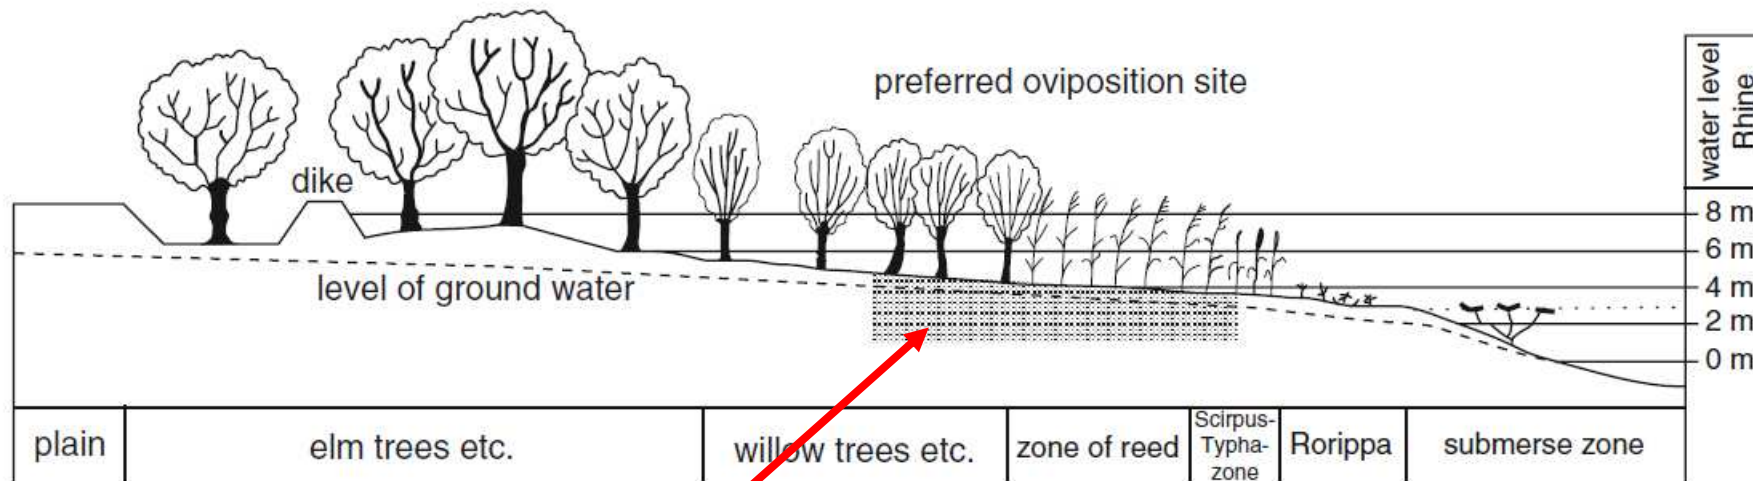 preferred oviposition site
water level
Rhine
dike
8 m
6 m
level of ground water
4 m
2 m
0 m
plain
elm trees etc.
willow trees etc.
zone of reed
Scirpus-
Typha-
zone
Rorippa
submerse zone